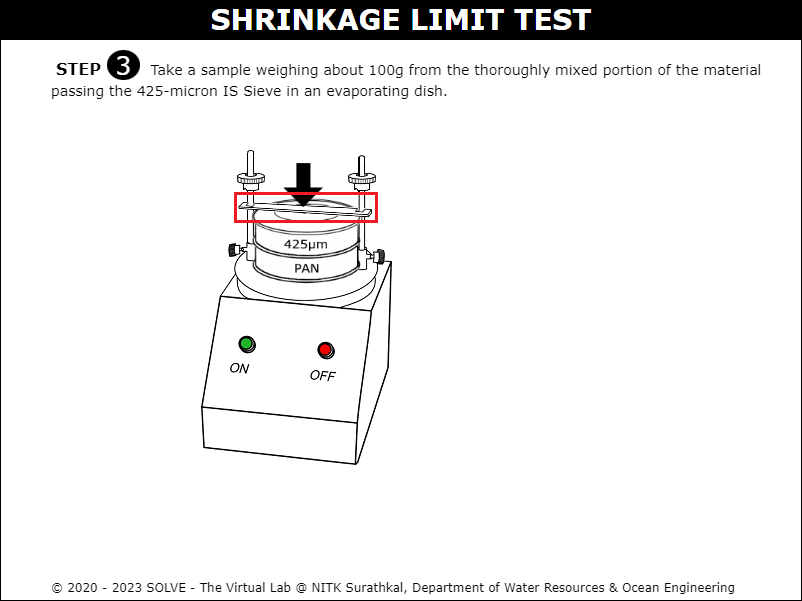 SHRINKAGE LIMIT TEST
STEP 3 Take a sample weighing about 100g from the thoroughly mixed portion of the material
passing the 425-micron IS Sieve in an evaporating dish.
425µm
PAN
ON
OFF
© 2020 - 2023 SOLVE - The Virtual Lab @ NITK Surathkal, Department of Water Resources & Ocean Engineering